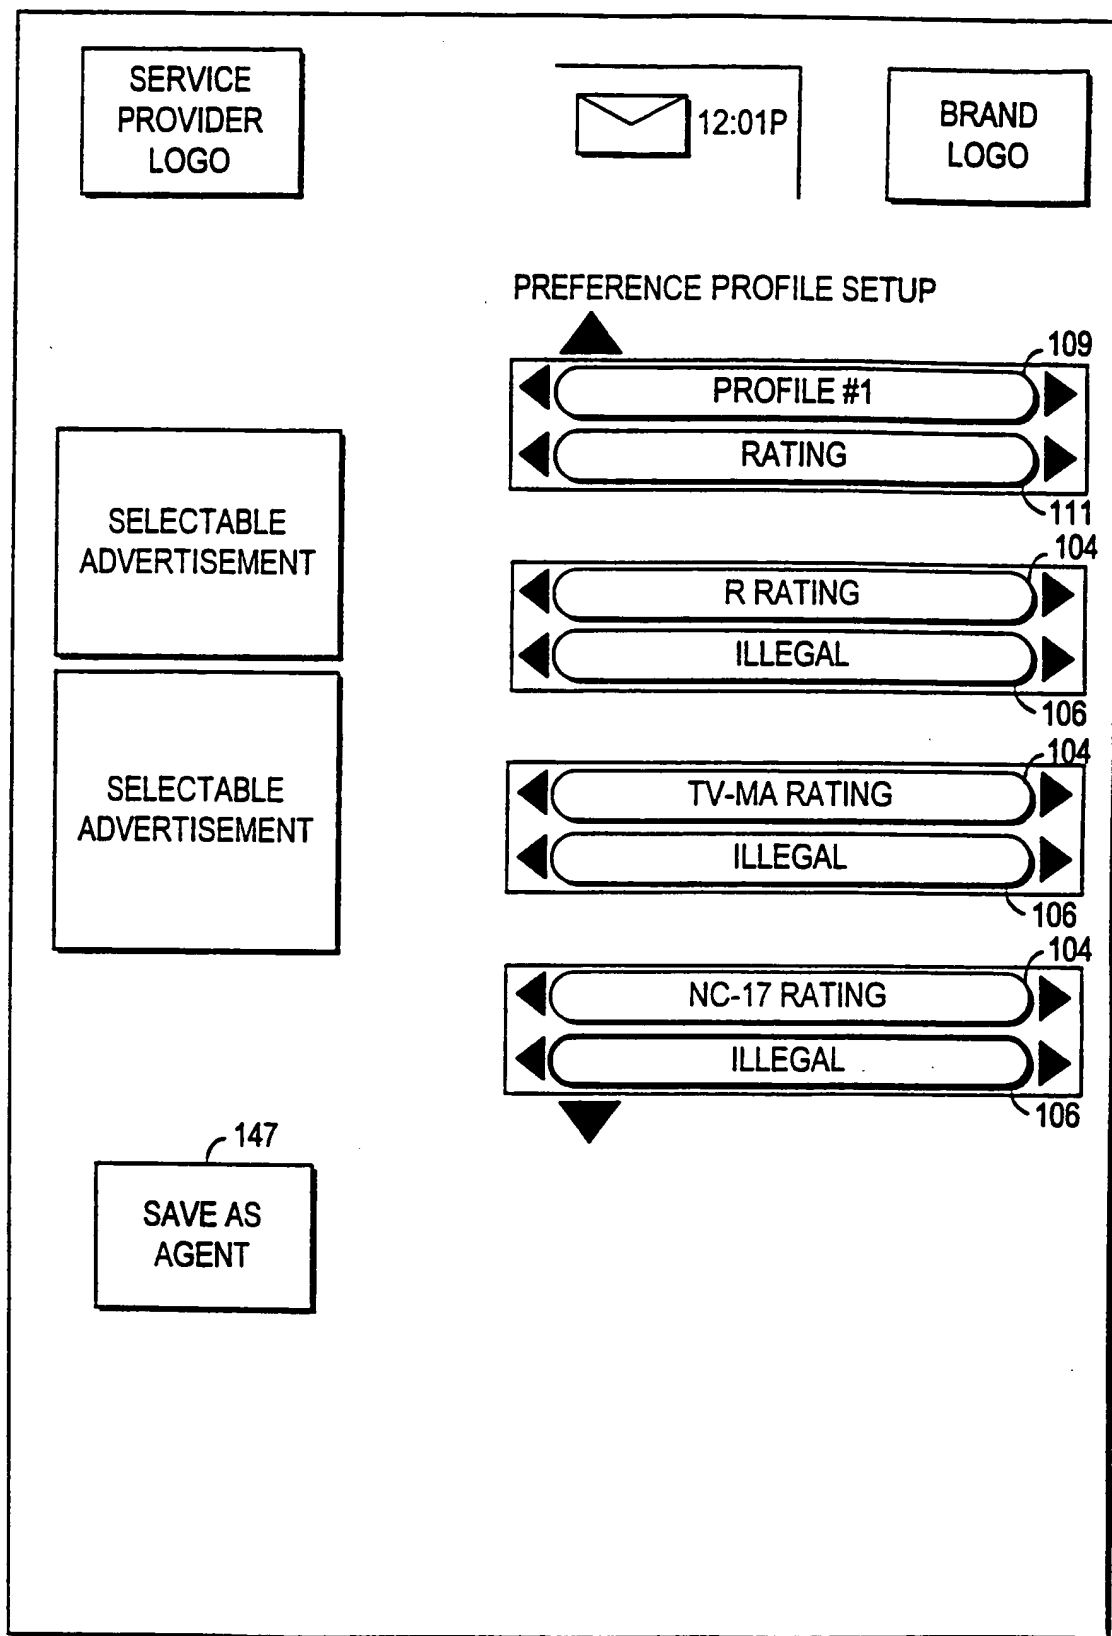 SERVICE
PROVIDER
LOGO
12:01P
BRAND
LOGO
PREFERENCE PROFILE SETUP
109
PROFILE #1
RATING
111
SELECTABLE
ADVERTISEMENT
104
R RATING
ILLEGAL
106
SELECTABLE
ADVERTISEMENT
104
TV-MA RATING
ILLEGAL
106
104
NC-17 RATING
ILLEGAL
106
147
SAVE AS
AGENT